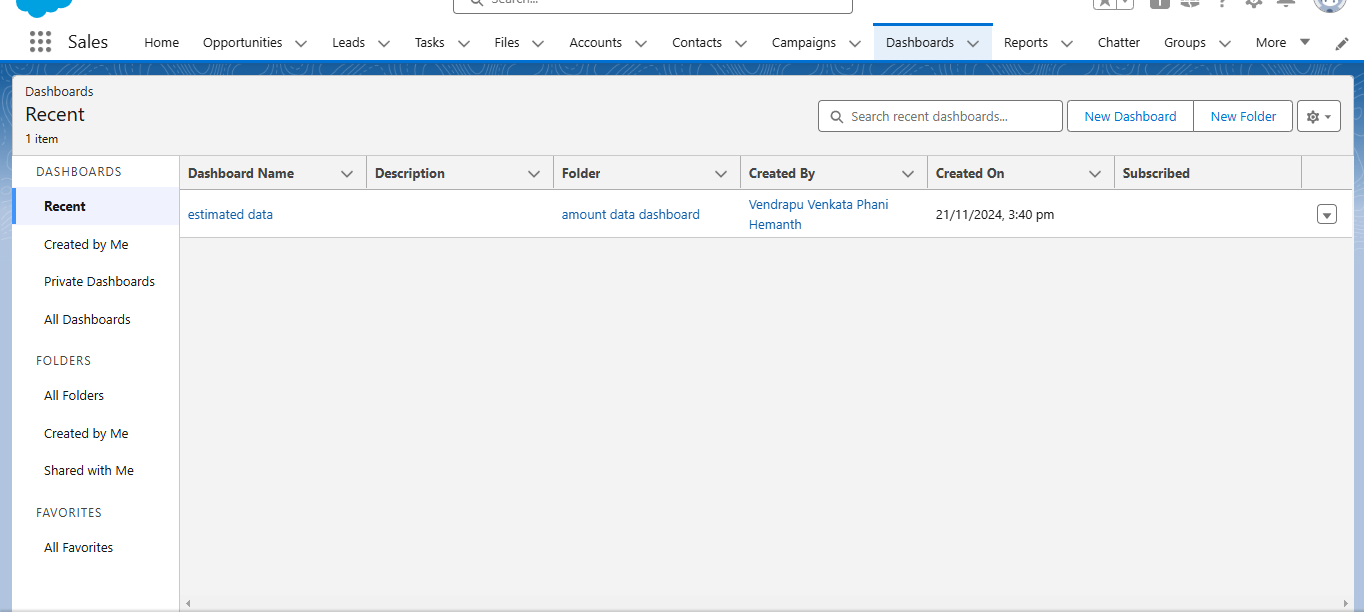 Search...
Sales Home Opportunities Leads Tasks Files Accounts Contacts Campaigns Dashboards Reports Chatter Groups More
Dashboards
Recent
1 item
Search recent dashboards... New Dashboard New Folder
DASHBOARDS
Recent
Created by Me
Private Dashboards
All Dashboards
FOLDERS
All Folders
Created by Me
Shared with Me
FAVORITES
All Favorites
Dashboard Name Description Folder Created By Created On Subscribed
estimated data amount data dashboard Vendrapu Venkata Phani 21/11/2024, 3:40 pm
Hemanth